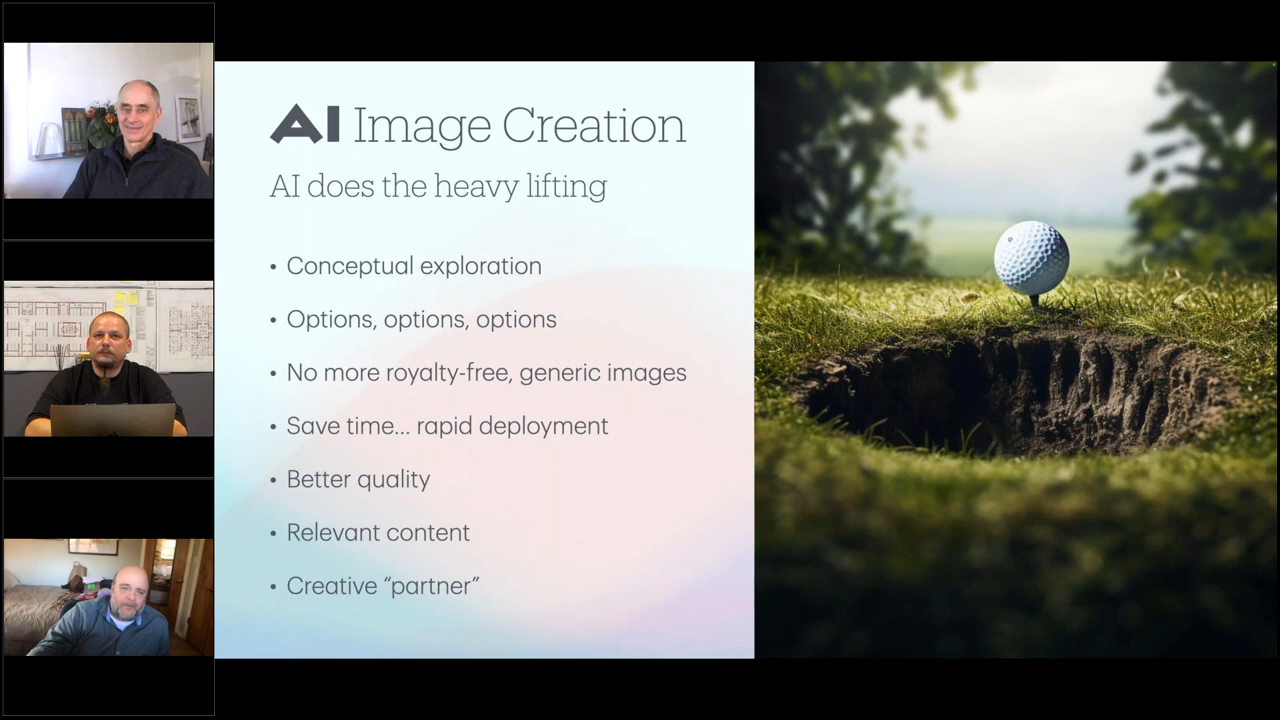 AI Image Creation
AI does the heavy lifting
• Conceptual exploration
• Options, options, options
• No more royalty-free, generic images
• Save time... rapid deployment
• Better quality
• Relevant content
• Creative “partner”